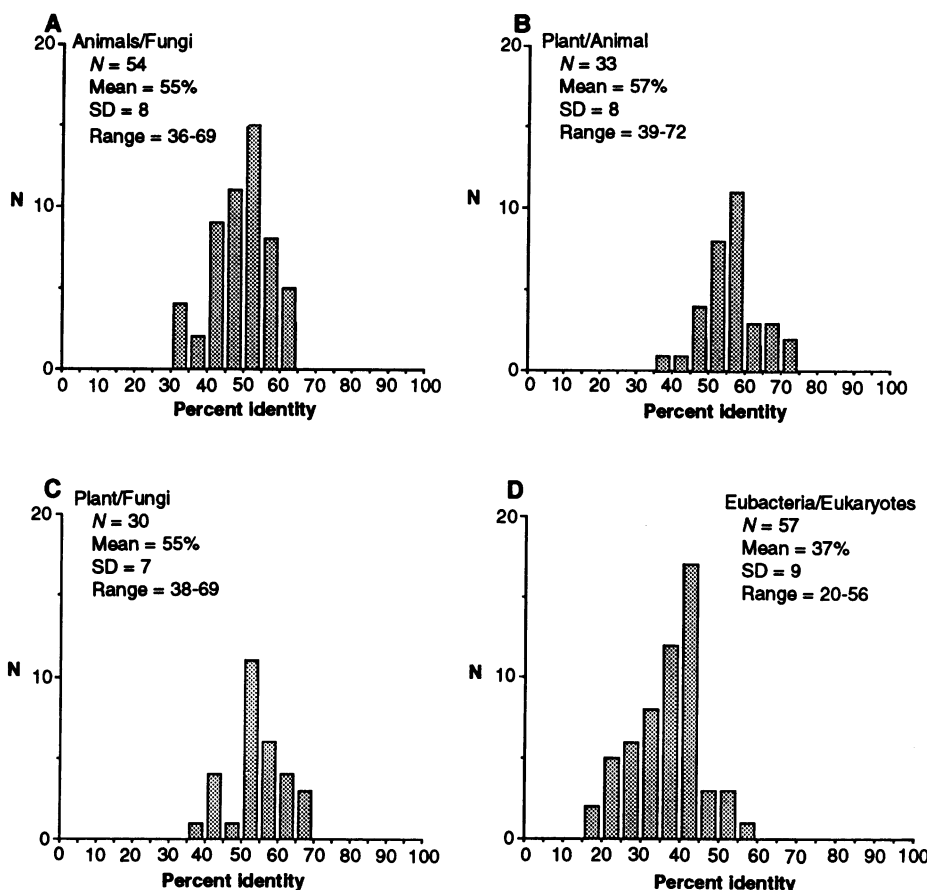 A
Animals/Fungi
N = 54
Mean = 55%
SD = 8
Range = 36-69
20
10
0
N
0 10 20 30 40 50 60 70 80 90 100
Percent identity
B
Plant/Animal
N = 33
Mean = 57%
SD = 8
Range = 39-72
20
10
0
N
0 10 20 30 40 50 60 70 80 90 100
Percent identity
C
Plant/Fungi
N = 30
Mean = 55%
SD = 7
Range = 38-69
20
10
0
N
0 10 20 30 40 50 60 70 80 90 100
Percent identity
D
Eubacteria/Eukaryotes
N = 57
Mean = 37%
SD = 9
Range = 20-56
20
10
0
N
0 10 20 30 40 50 60 70 80 90 100
Percent identity